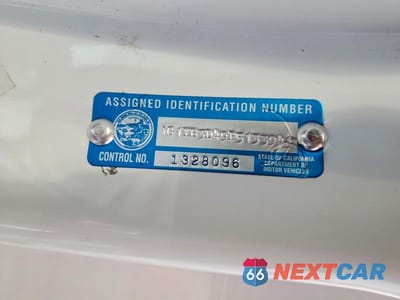 ASSIGNED IDENTIFICATION NUMBER
CONTROL NO. 1328096
STATE OF CALIFORNIA
DEPARTMENT OF
MOTOR VEHICLES
66 NEXTCAR